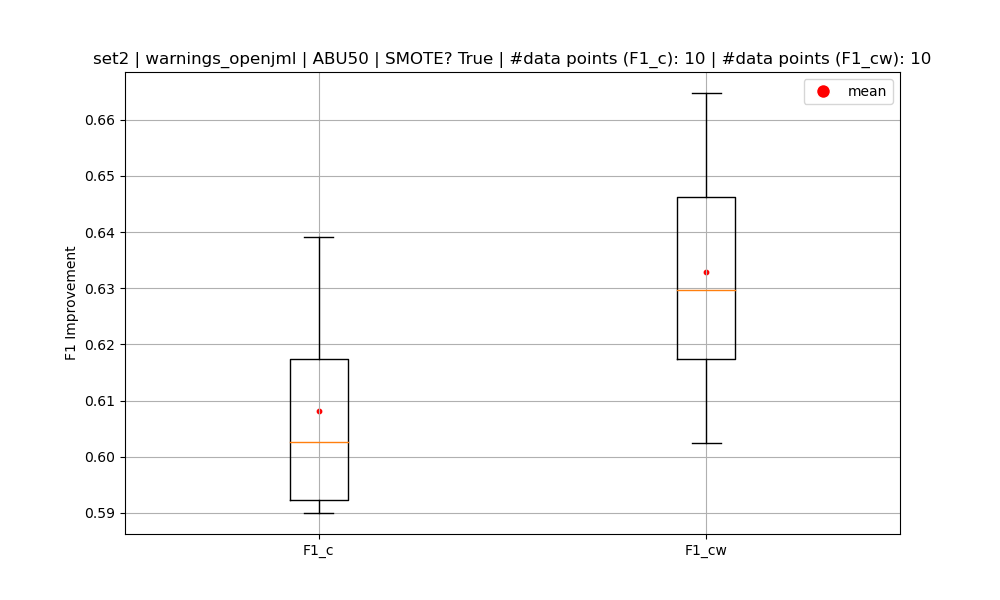 set2 | warnings_openjml | ABU50 | SMOTE? True | #data points (F1_c): 10 | #data points (F1_cw): 10
mean
0.66
0.65
0.64
0.63
0.62
0.61
0.60
0.59
F1 Improvement
F1_c
F1_cw